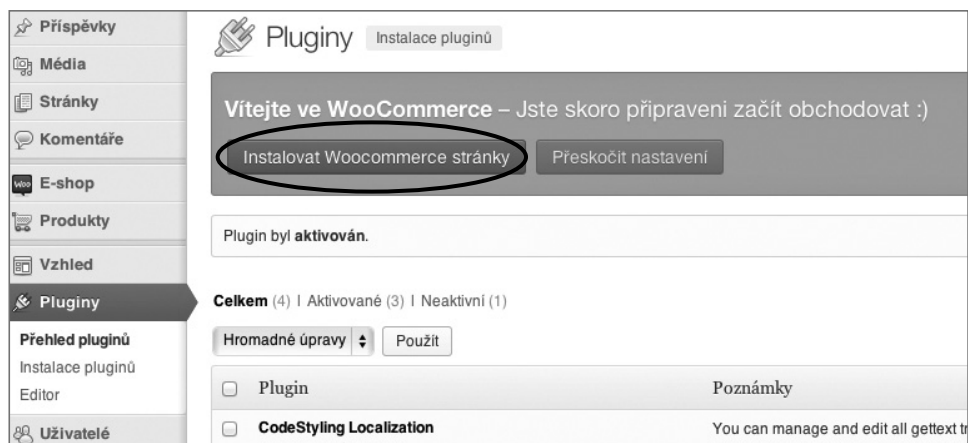 Příspěvky
Média
Stránky
Komentáře
Woo E-shop
Produkty
Vzhled
Pluginy
Přehled pluginů
Instalace pluginů
Editor
Uživatelé
Pluginy Instalace pluginů
Vítejte ve WooCommerce – Jste skoro připraveni začít obchodovat :)
Instalovat Woocommerce stránky Přeskočit nastavení
Plugin byl aktivován.
Celkem (4) | Aktivované (3) | Neaktivní (1)
Hromadné úpravy Použít
Plugin Poznámky
CodeStyling Localization You can manage and edit all gettext tr